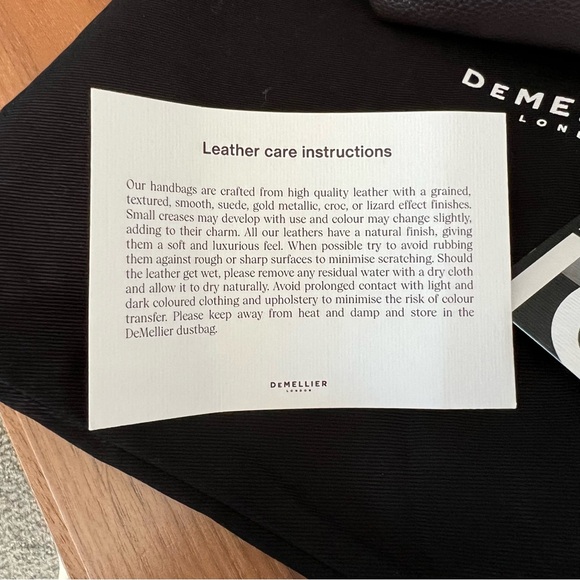 DEME
LON
Leather care instructions
Our handbags are crafted from high quality leather with a grained,
textured, smooth, suede, gold metallic, croc, or lizard effect finishes.
Small creases may develop with use and colour may change slightly,
adding to their charm. All our leathers have a natural finish, giving
them a soft and luxurious feel. When possible try to avoid rubbing
them against rough or sharp surfaces to minimise scratching. Should
the leather get wet, please remove any residual water with a dry cloth
and allow it to dry naturally. Avoid prolonged contact with light and
dark coloured clothing and upholstery to minimise the risk of colour
transfer. Please keep away from heat and damp and store in the
DeMellier dustbag.
DEMELLIER
LONDON